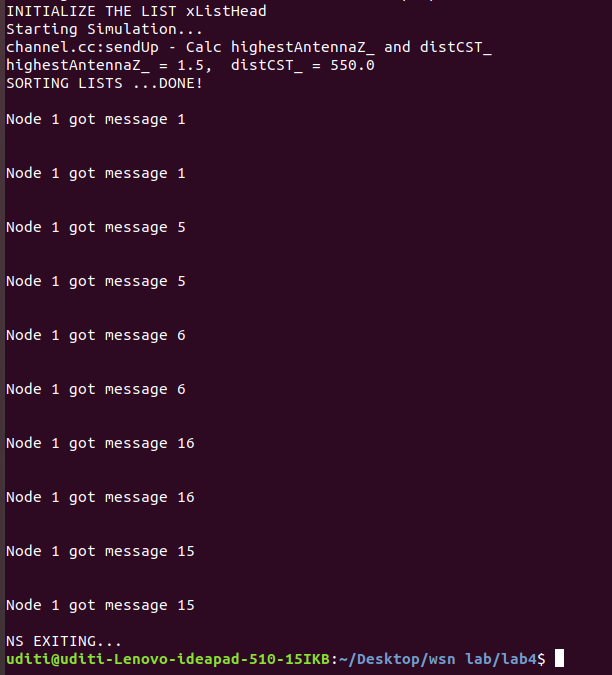 INITIALIZE THE LIST xListHead
Starting Simulation...
channel.cc:sendUp - Calc highestAntennaZ_ and distCST_
highestAntennaZ_ = 1.5,  distCST_ = 550.0
SORTING LISTS ...DONE!
Node 1 got message 1
Node 1 got message 1
Node 1 got message 5
Node 1 got message 5
Node 1 got message 6
Node 1 got message 6
Node 1 got message 16
Node 1 got message 16
Node 1 got message 15
Node 1 got message 15
NS EXITING...
uditi@uditi-Lenovo-ideapad-510-15IKB:~/Desktop/wsn lab/lab4$